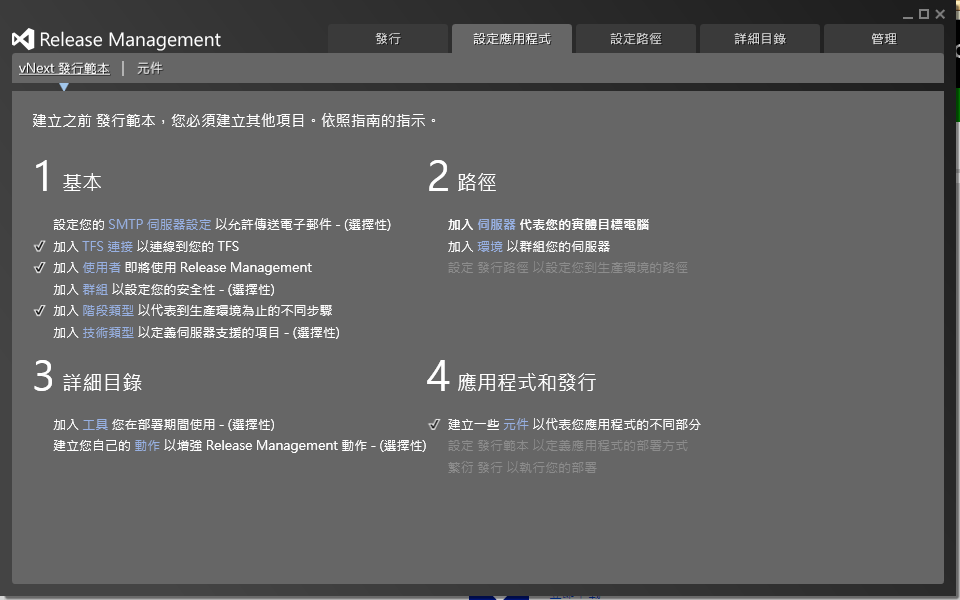 Release Management
發行 設定應用程式 設定路徑 詳細目錄 管理
vNext 發行範本 | 元件
建立之前 發行範本，您必須建立其他項目。依照指南的指示。
1 基本
設定您的 SMTP 伺服器設定 以允許傳送電子郵件 - (選擇性)
加入 TFS 連接 以連線到您的 TFS
加入 使用者 即將使用 Release Management
加入 群組 以設定您的安全性 - (選擇性)
加入 階段類型 以代表到生產環境為止的不同步驟
加入 技術類型 以定義伺服器支援的項目 - (選擇性)
2 路徑
加入 伺服器 代表您的實體目標電腦
加入 環境 以群組您的伺服器
設定 發行路徑 以設定您到生產環境的路徑
3 詳細目錄
加入 工具 您在部署期間使用 - (選擇性)
建立您自己的 動作 以增強 Release Management 動作 - (選擇性)
4 應用程式和發行
建立一些 元件 以代表您應用程式的不同部分
設定 發行範本 以定義應用程式的部署方式
繁衍 發行 以執行您的部署